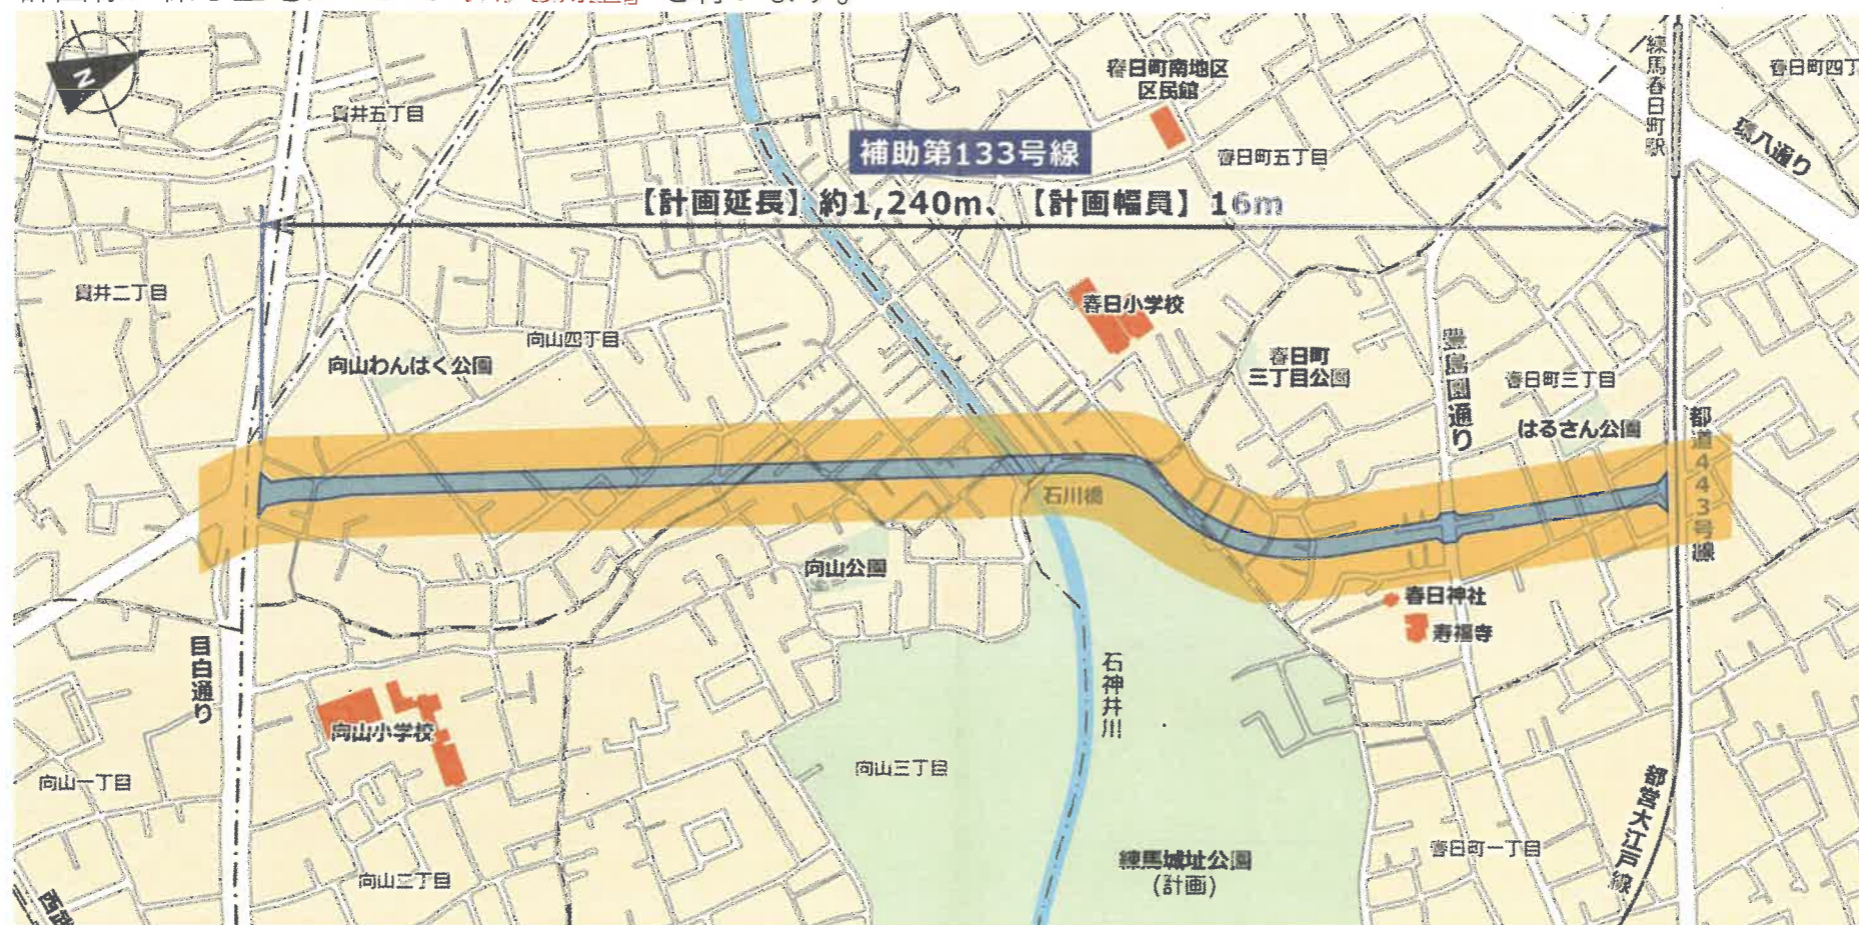 を行います。
N
貫井五丁目
春日町南地区
区民館
練馬春日町駅
春日町四丁
環八通り
補助第133号線
春日町五丁目
【計画延長】約1,240m、【計画幅員】16m
貫井二丁目
春日小学校
向山四丁目
向山わんはく公園
春日町
三丁目公園
豊島園通り
春日町三丁目
はるさん公園
都道443号線
石川橋
向山公園
春日神社
寿福寺
目白通り
石神井川
向山小学校
向山三丁目
向山一丁目
都営大江戸線
春日町一丁目
練馬城址公園
(計画)
向山二丁目
西武